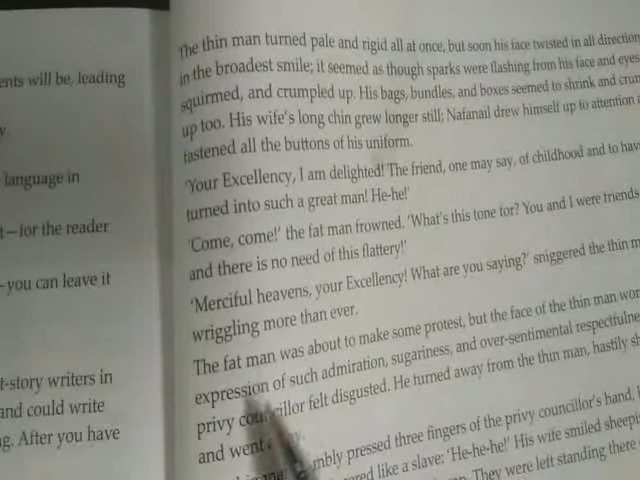 ents will be, leading
y.
language in
t—for the reader
–you can leave it
t-story writers in
and could write
g. After you have
The thin man turned pale and rigid all at once, but soon his face twisted in all direction
in the broadest smile; it seemed as though sparks were flashing from his face and eyes
squirmed, and crumpled up. His bags, bundles, and boxes seemed to shrink and crum
up too. His wife's long chin grew longer still; Nafanail drew himself up to attention a
fastened all the buttons of his uniform.
'Your Excellency, I am delighted! The friend, one may say, of childhood and to hav
turned into such a great man! He-he!'
'Come, come!' the fat man frowned. 'What's this tone for? You and I were friends
and there is no need of this flattery!'
'Merciful heavens, your Excellency! What are you saying?' sniggered the thin m
wriggling more than ever.
The fat man was about to make some protest, but the face of the thin man wor
expression of such admiration, sugariness, and over-sentimental respectfulne
privy councillor felt disgusted. He turned away from the thin man, hastily sh
and went
mbly pressed three fingers of the privy councillor's hand,
like a slave: 'He-he-he!' His wife smiled sheepi
They were left standing there